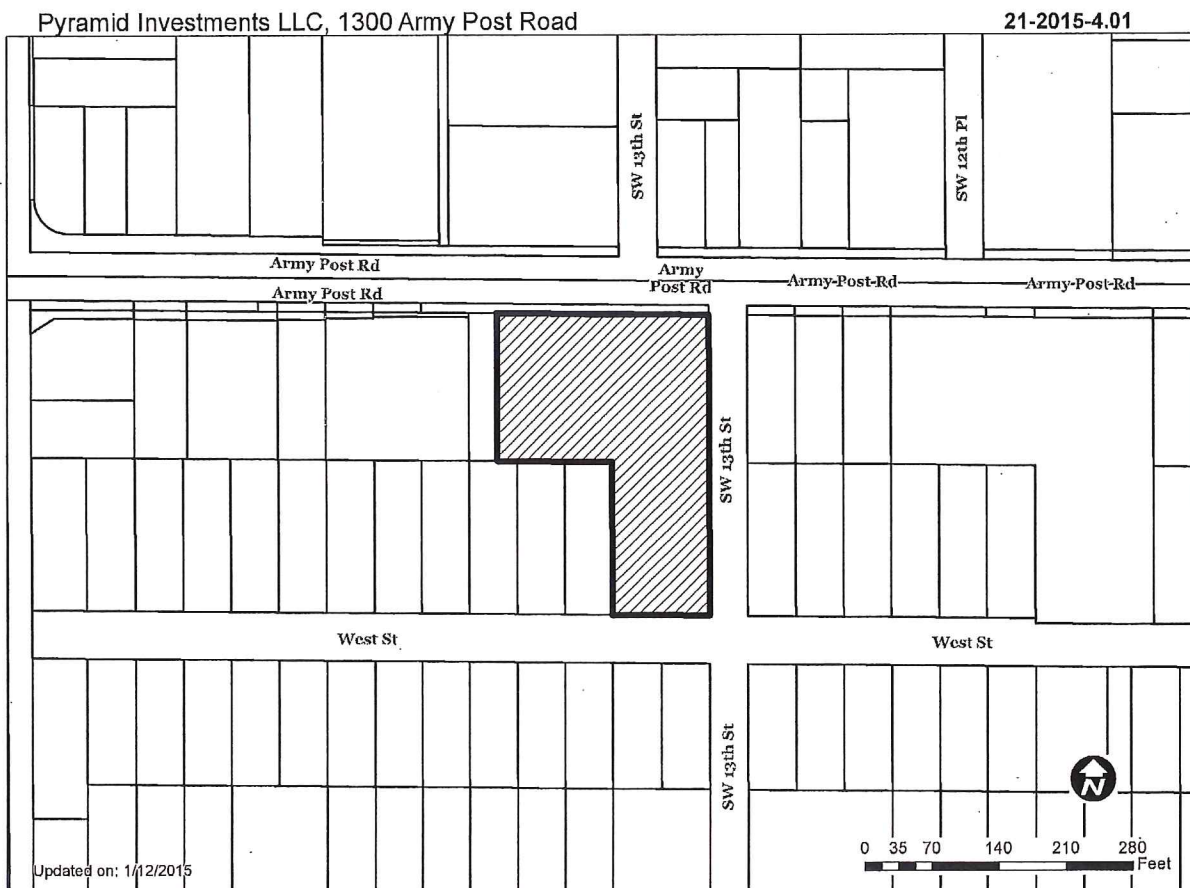 Pyramid Investments LLC, 1300 Army Post Road
21-2015-4.01
SW 13th St
SW 12th Pl
Army Post Rd
Army
Post Rd
Army-Post-Rd
Army-Post-Rd
Army Post Rd
SW 13th St
West St
West St
SW 13th St
N
0 35 70 140 210 280
Feet
Updated on: 1/12/2015